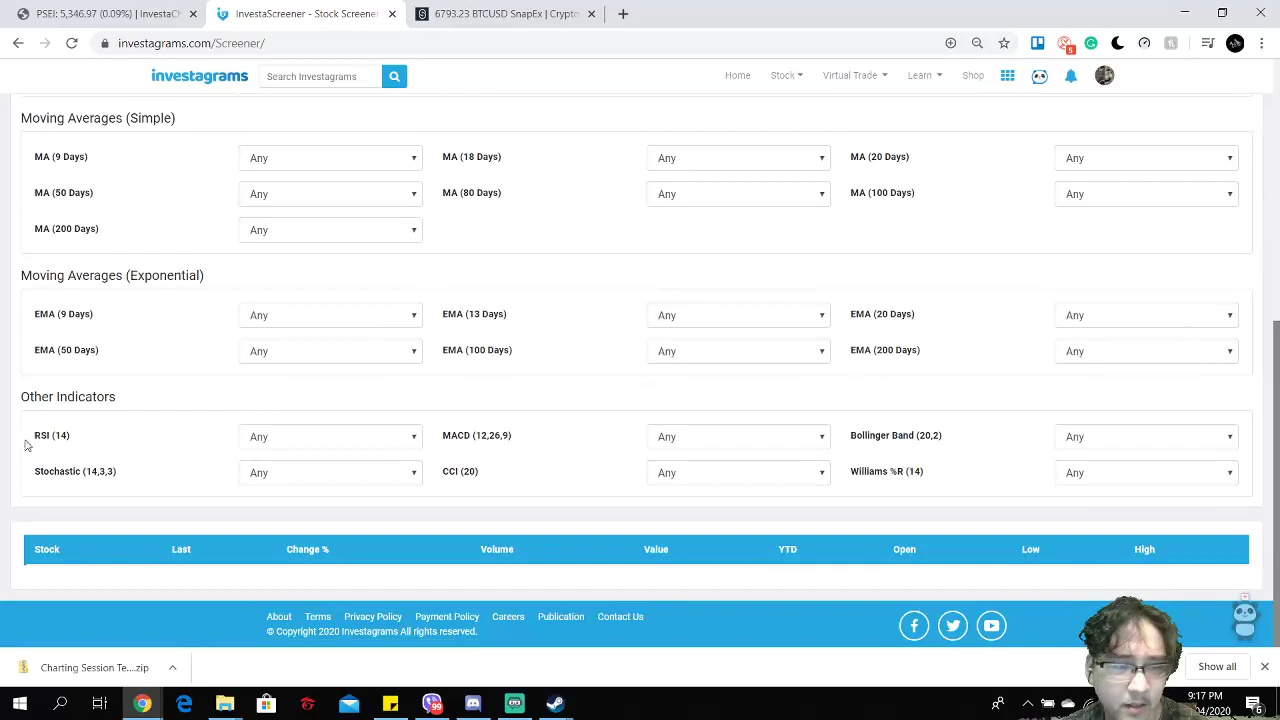 PSEI: 5,346.97 (0.09%) | InvestaCH
InvestaScreener - Stock Screener
6793.23 BTCUSD SnapEx | Crypto
investagrams.com/Screener/
5
investagrams
Search Investagrams
Home
Stock
Virtual Trade
Learn
Shop
Moving Averages (Simple)
MA (9 Days) Any MA (18 Days) Any MA (20 Days) Any
MA (50 Days) Any MA (80 Days) Any MA (100 Days) Any
MA (200 Days) Any
Moving Averages (Exponential)
EMA (9 Days) Any EMA (13 Days) Any EMA (20 Days) Any
EMA (50 Days) Any EMA (100 Days) Any EMA (200 Days) Any
Other Indicators
RSI (14) Any MACD (12,26,9) Any Bollinger Band (20,2) Any
Stochastic (14,3,3) Any CCI (20) Any Williams %R (14) Any
Stock Last Change % Volume Value YTD Open Low High
About Terms Privacy Policy Payment Policy Careers Publication Contact Us
© Copyright 2020 Investagrams All rights reserved.
Charting Session Te....zip
Show all
99
9:17 PM
4/2020
6